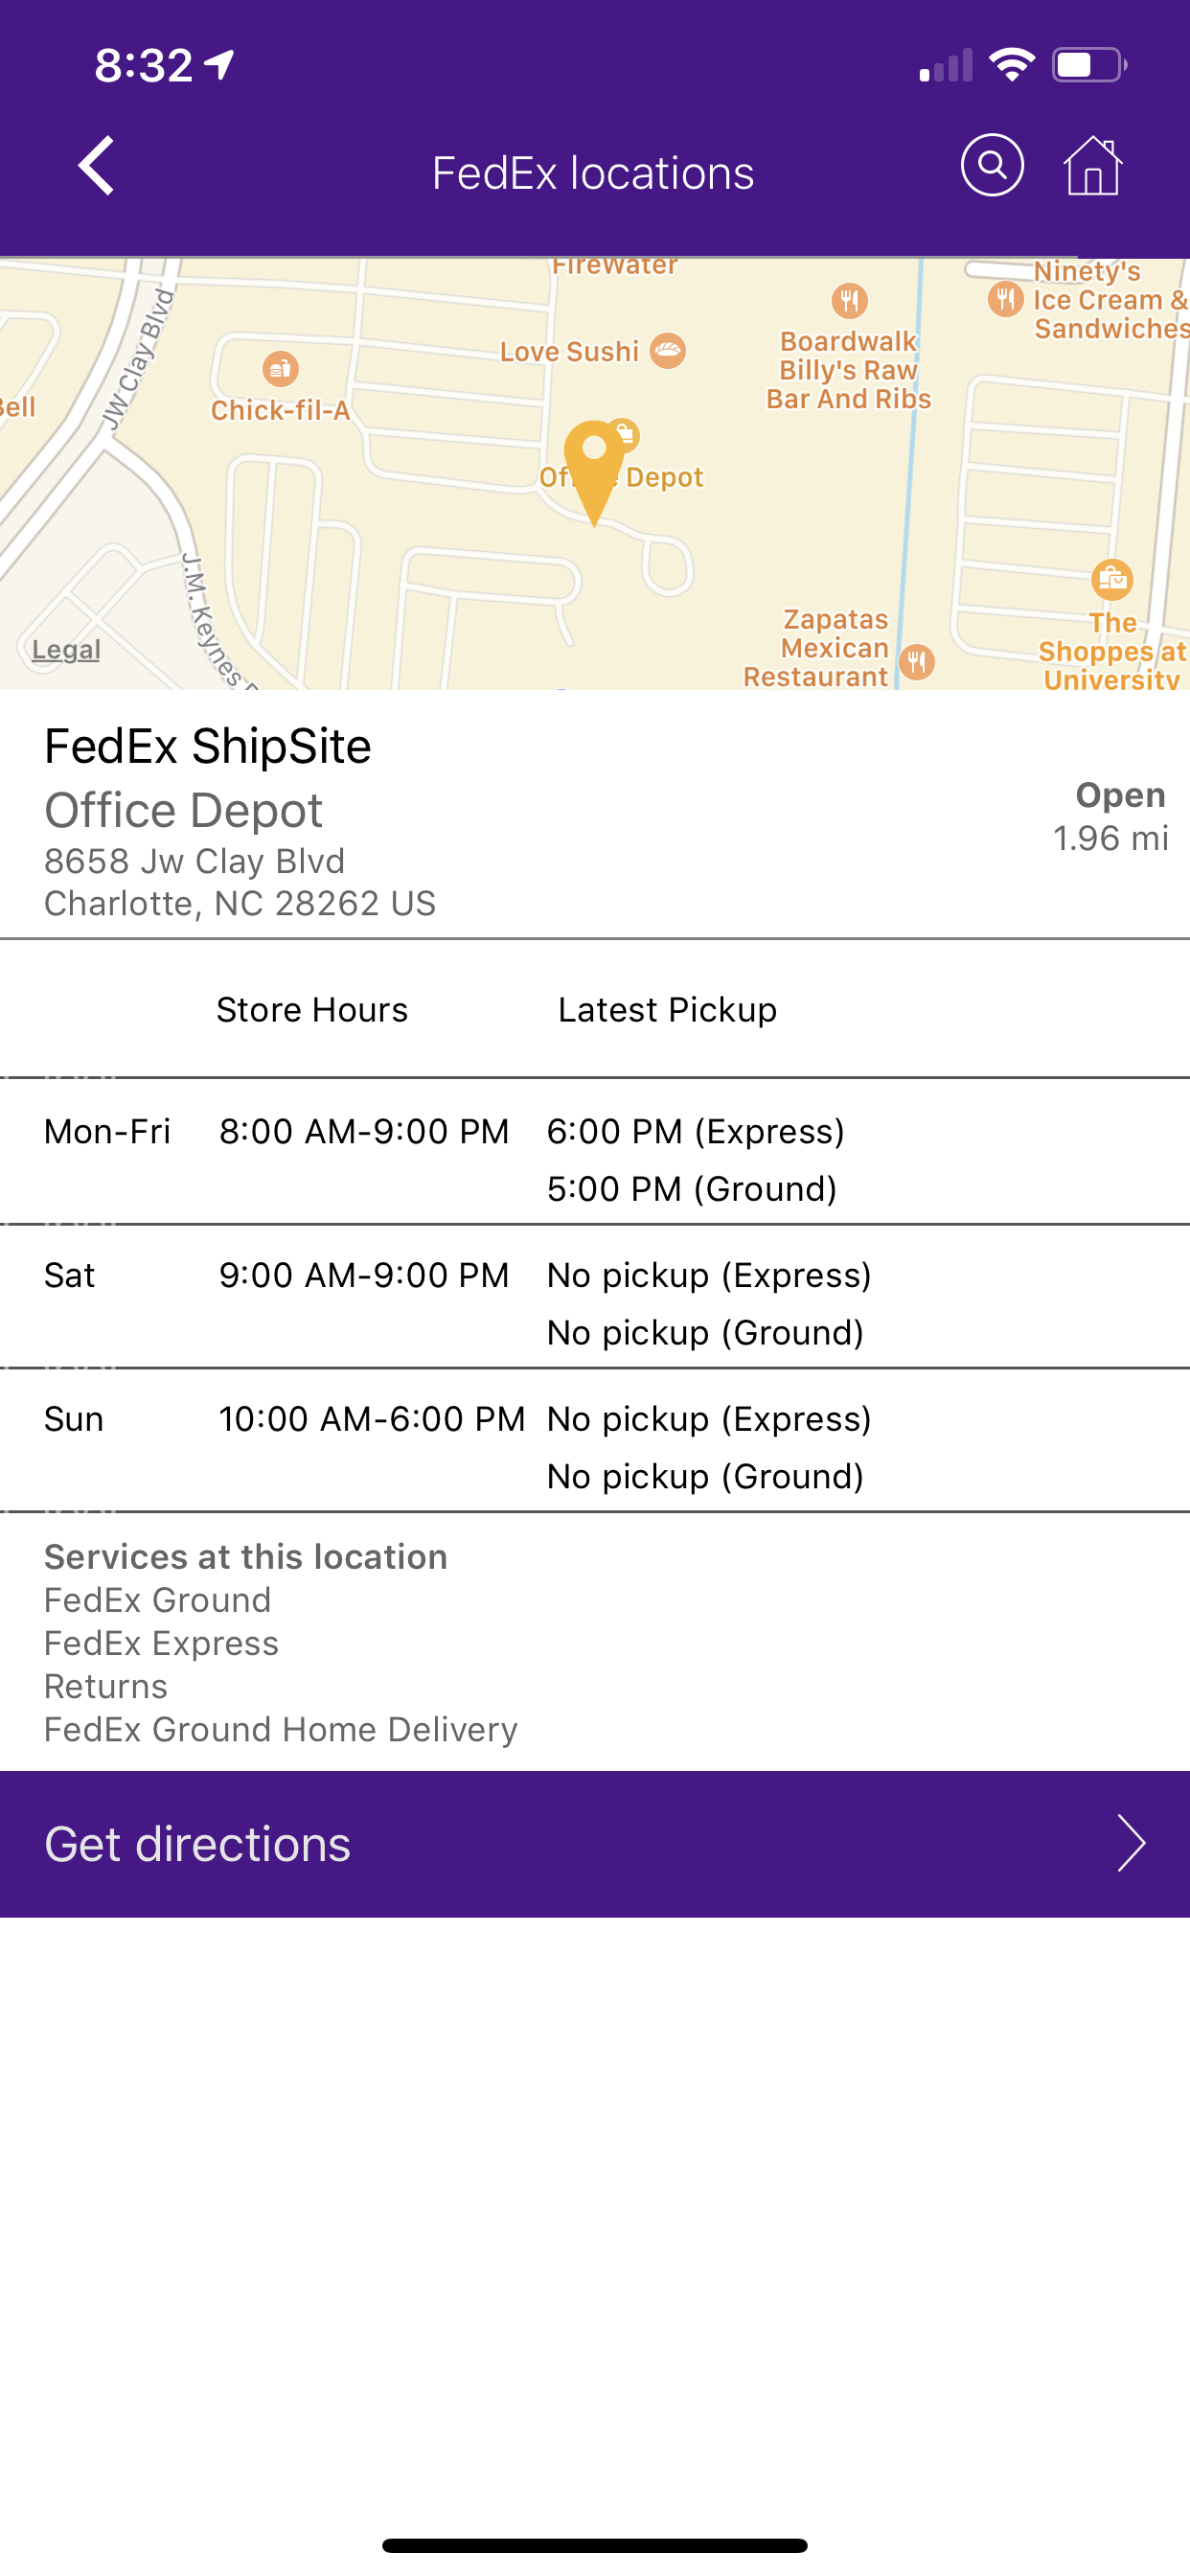 8:32
FedEx locations
FireWater
Ninety's
Ice Cream &
Sandwiches
JW Clay Blvd
Love Sushi
Boardwalk
Billy's Raw
Bar And Ribs
Bell
Chick-fil-A
Depot
J.M. Keynes
Legal
Zapatas
Mexican
Restaurant
The
Shoppes at
University
FedEx ShipSite
Office Depot
8658 Jw Clay Blvd
Charlotte, NC 28262 US
Open
1.96 mi
Store Hours Latest Pickup
Mon-Fri 8:00 AM-9:00 PM 6:00 PM (Express)
5:00 PM (Ground)
Sat 9:00 AM-9:00 PM No pickup (Express)
No pickup (Ground)
Sun 10:00 AM-6:00 PM No pickup (Express)
No pickup (Ground)
Services at this location
FedEx Ground
FedEx Express
Returns
FedEx Ground Home Delivery
Get directions